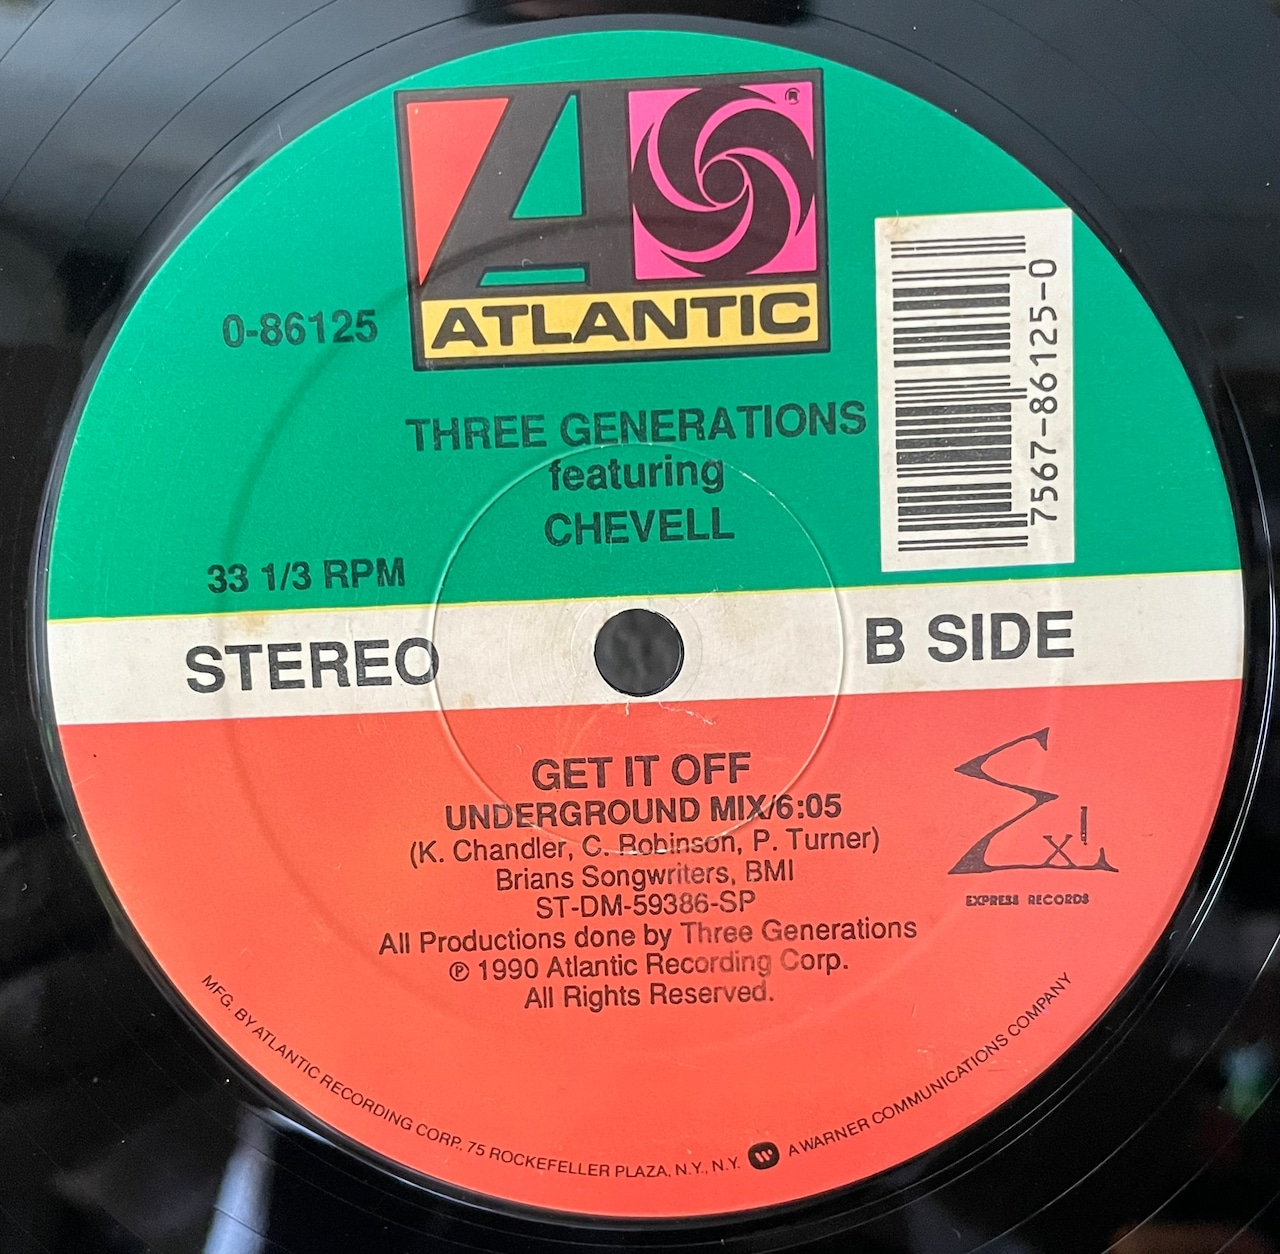 ®
ATLANTIC
0-86125
7567-86125-0
THREE GENERATIONS
featuring
CHEVELL
33 1/3 RPM
STEREO
B SIDE
GET IT OFF
UNDERGROUND MIX/6:05
(K. Chandler, C. Robinson, P. Turner)
Brians Songwriters, BMI
ST-DM-59386-SP
All Productions done by Three Generations
℗ 1990 Atlantic Recording Corp.
All Rights Reserved.
Ex!
EXPRESS RECORDS
MFG. BY ATLANTIC RECORDING CORP., 75 ROCKEFELLER PLAZA, N.Y., N.Y. A WARNER COMMUNICATIONS COMPANY